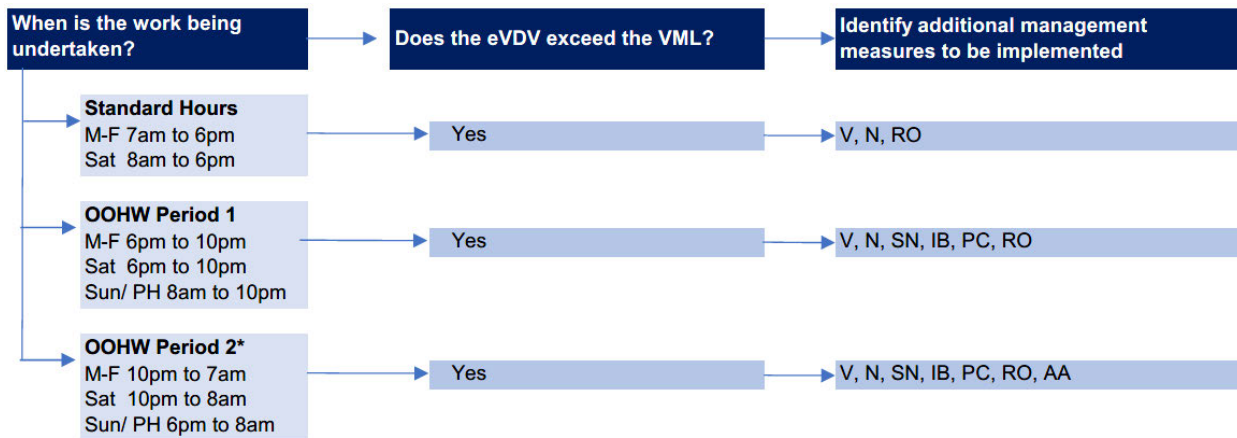 When is the work being
undertaken?
Does the eVDV exceed the VML?
Identify additional management
measures to be implemented
Standard Hours
M-F 7am to 6pm
Sat 8am to 6pm
Yes
V, N, RO
OOHW Period 1
M-F 6pm to 10pm
Sat 6pm to 10pm
Sun/ PH 8am to 10pm
Yes
V, N, SN, IB, PC, RO
OOHW Period 2*
M-F 10pm to 7am
Sat 10pm to 8am
Sun/ PH 6pm to 8am
Yes
V, N, SN, IB, PC, RO, AA